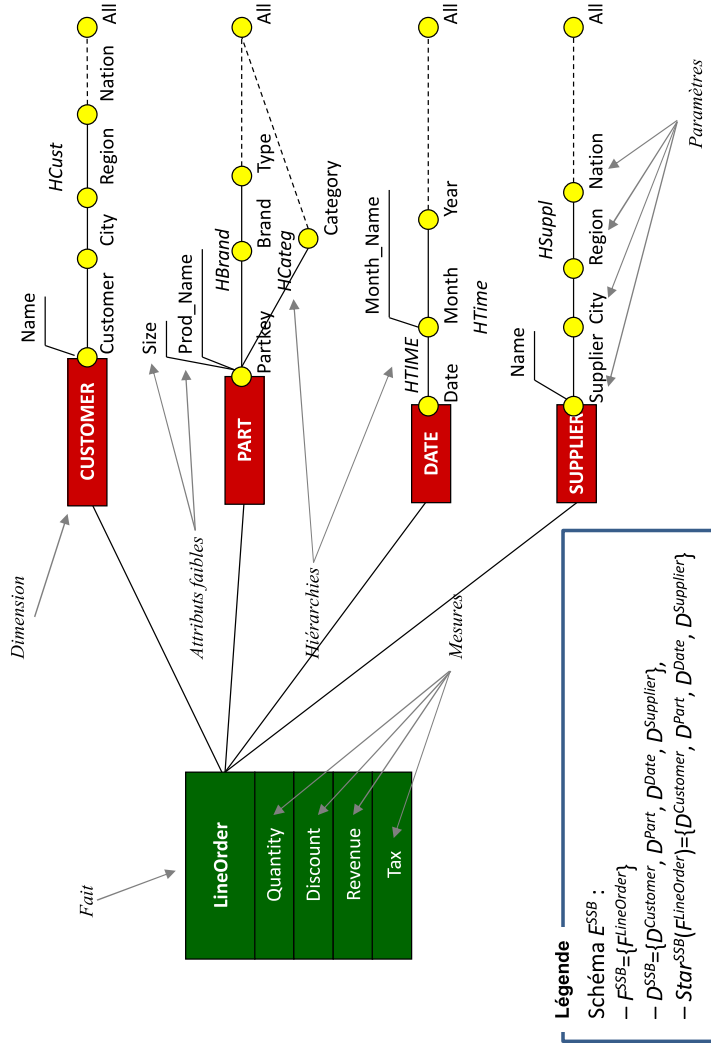 Fait
LineOrder
Quantity
Discount
Revenue
Tax
Mesures
Dimension
CUSTOMER
Name
Customer
City
Region
Nation
All
HCust
Attributs faibles
PART
Size
Prod_Name
Partkey
HBrand
Brand
Type
All
HCateg
Category
Hiérarchies
DATE
HTIME
Date
Month_Name
Month
Year
All
HTime
SUPPLIER
Name
Supplier
City
Region
Nation
All
HSuppl
Paramètres
Légende
Schéma E^SSB :
– F^SSB={F^LineOrder}
– D^SSB={D^Customer, D^Part, D^Date, D^Supplier},
– Star^SSB(F^LineOrder)={D^Customer, D^Part, D^Date, D^Supplier}